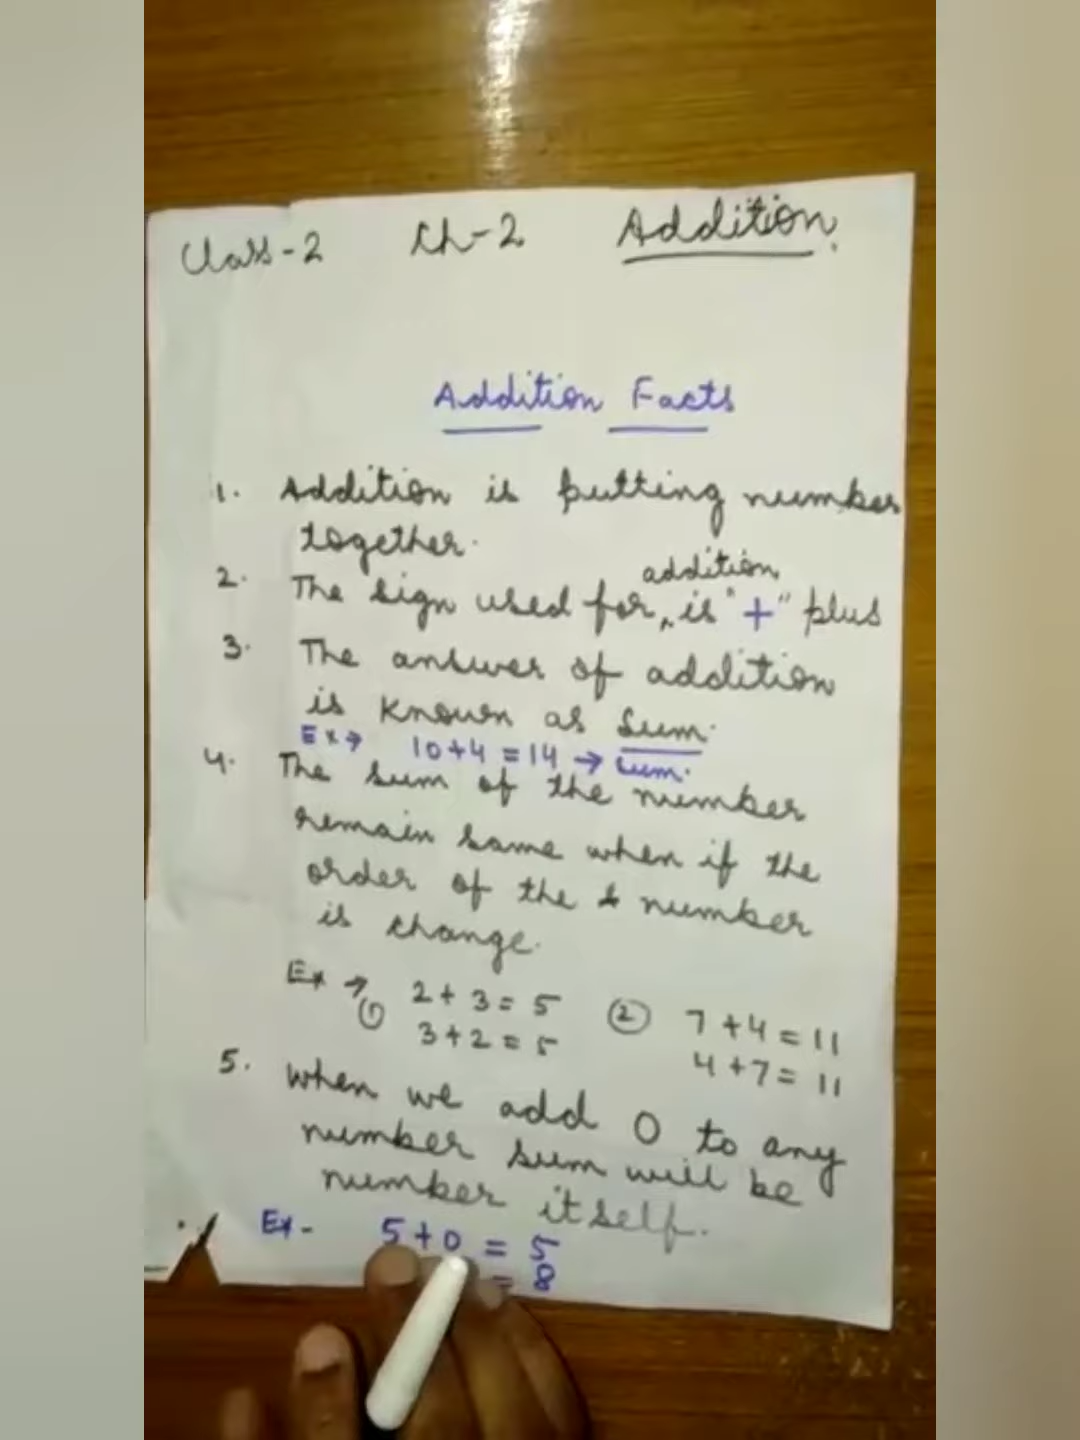 Class-2 Ch-2 Addition.
Addition Facts
1. Addition is putting number
together.
addition
2. The sign used for is "+" plus
3. The answer of addition
is known as Sum.
Ex → 10+4=14 → sum.
4. The sum of the number
remain same when if the
order of the number
is change.
Ex → ① 2+3=5 ② 7+4=11
3+2=5 4+7=11
5. When we add 0 to any
number sum will be
number itself.
Ex- 5+0 = 5
= 8